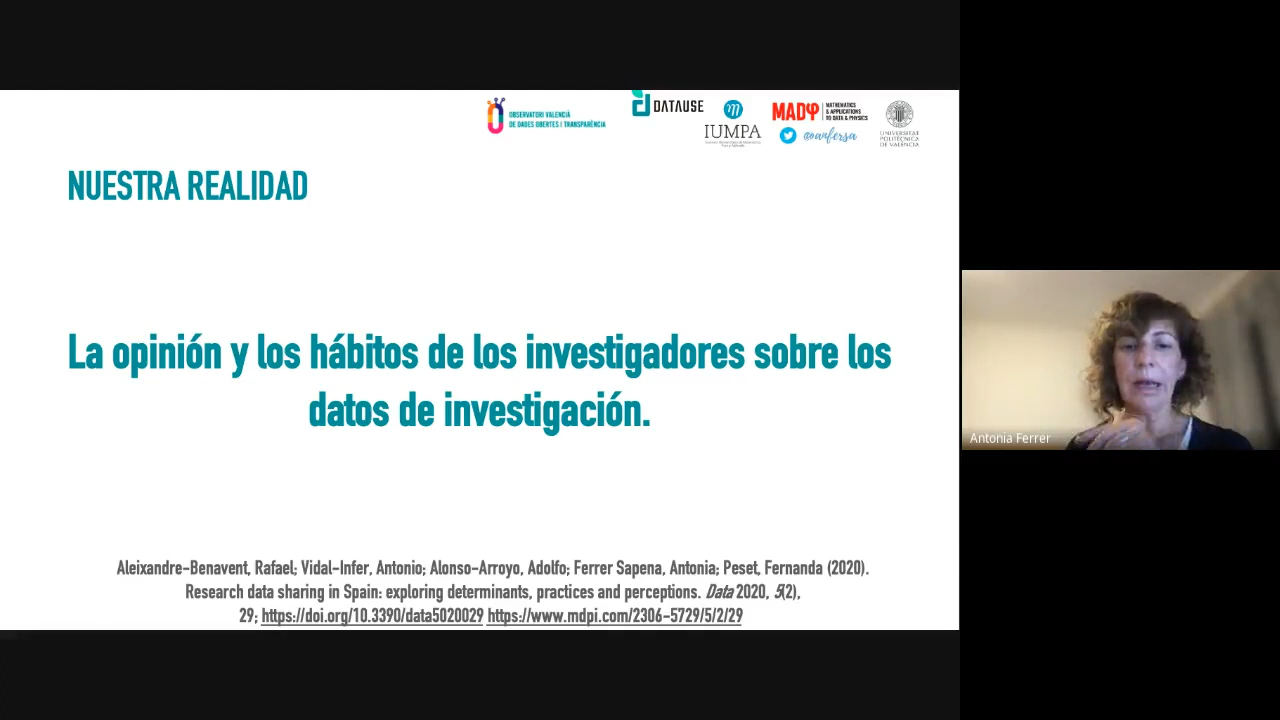 OBSERVATORI VALENCIÀ
DE DADES OBERTES I TRANSPARÈNCIA
DATAUSE
IUMPA
MADφ
MATHEMATICS
& APPLICATIONS
TO DATA & PHYSICS
@oanfersa
UNIVERSITAT
POLITÈCNICA
DE VALÈNCIA
NUESTRA REALIDAD
La opinión y los hábitos de los investigadores sobre los
datos de investigación.
Aleixandre-Benavent, Rafael; Vidal-Infer, Antonio; Alonso-Arroyo, Adolfo; Ferrer Sapena, Antonia; Peset, Fernanda (2020).
Research data sharing in Spain: exploring determinants, practices and perceptions. Data 2020, 5(2),
29; https://doi.org/10.3390/data5020029 https://www.mdpi.com/2306-5729/5/2/29
Antonia Ferrer